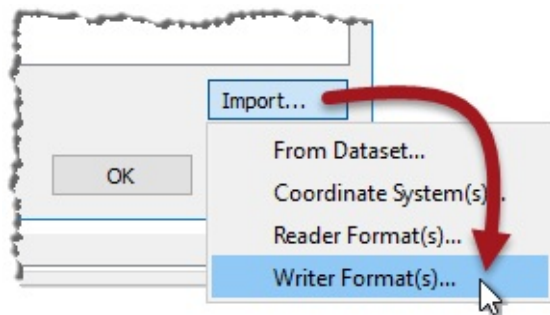 Import...
From Dataset...
OK
Coordinate System(s)...
Reader Format(s)...
Writer Format(s)...